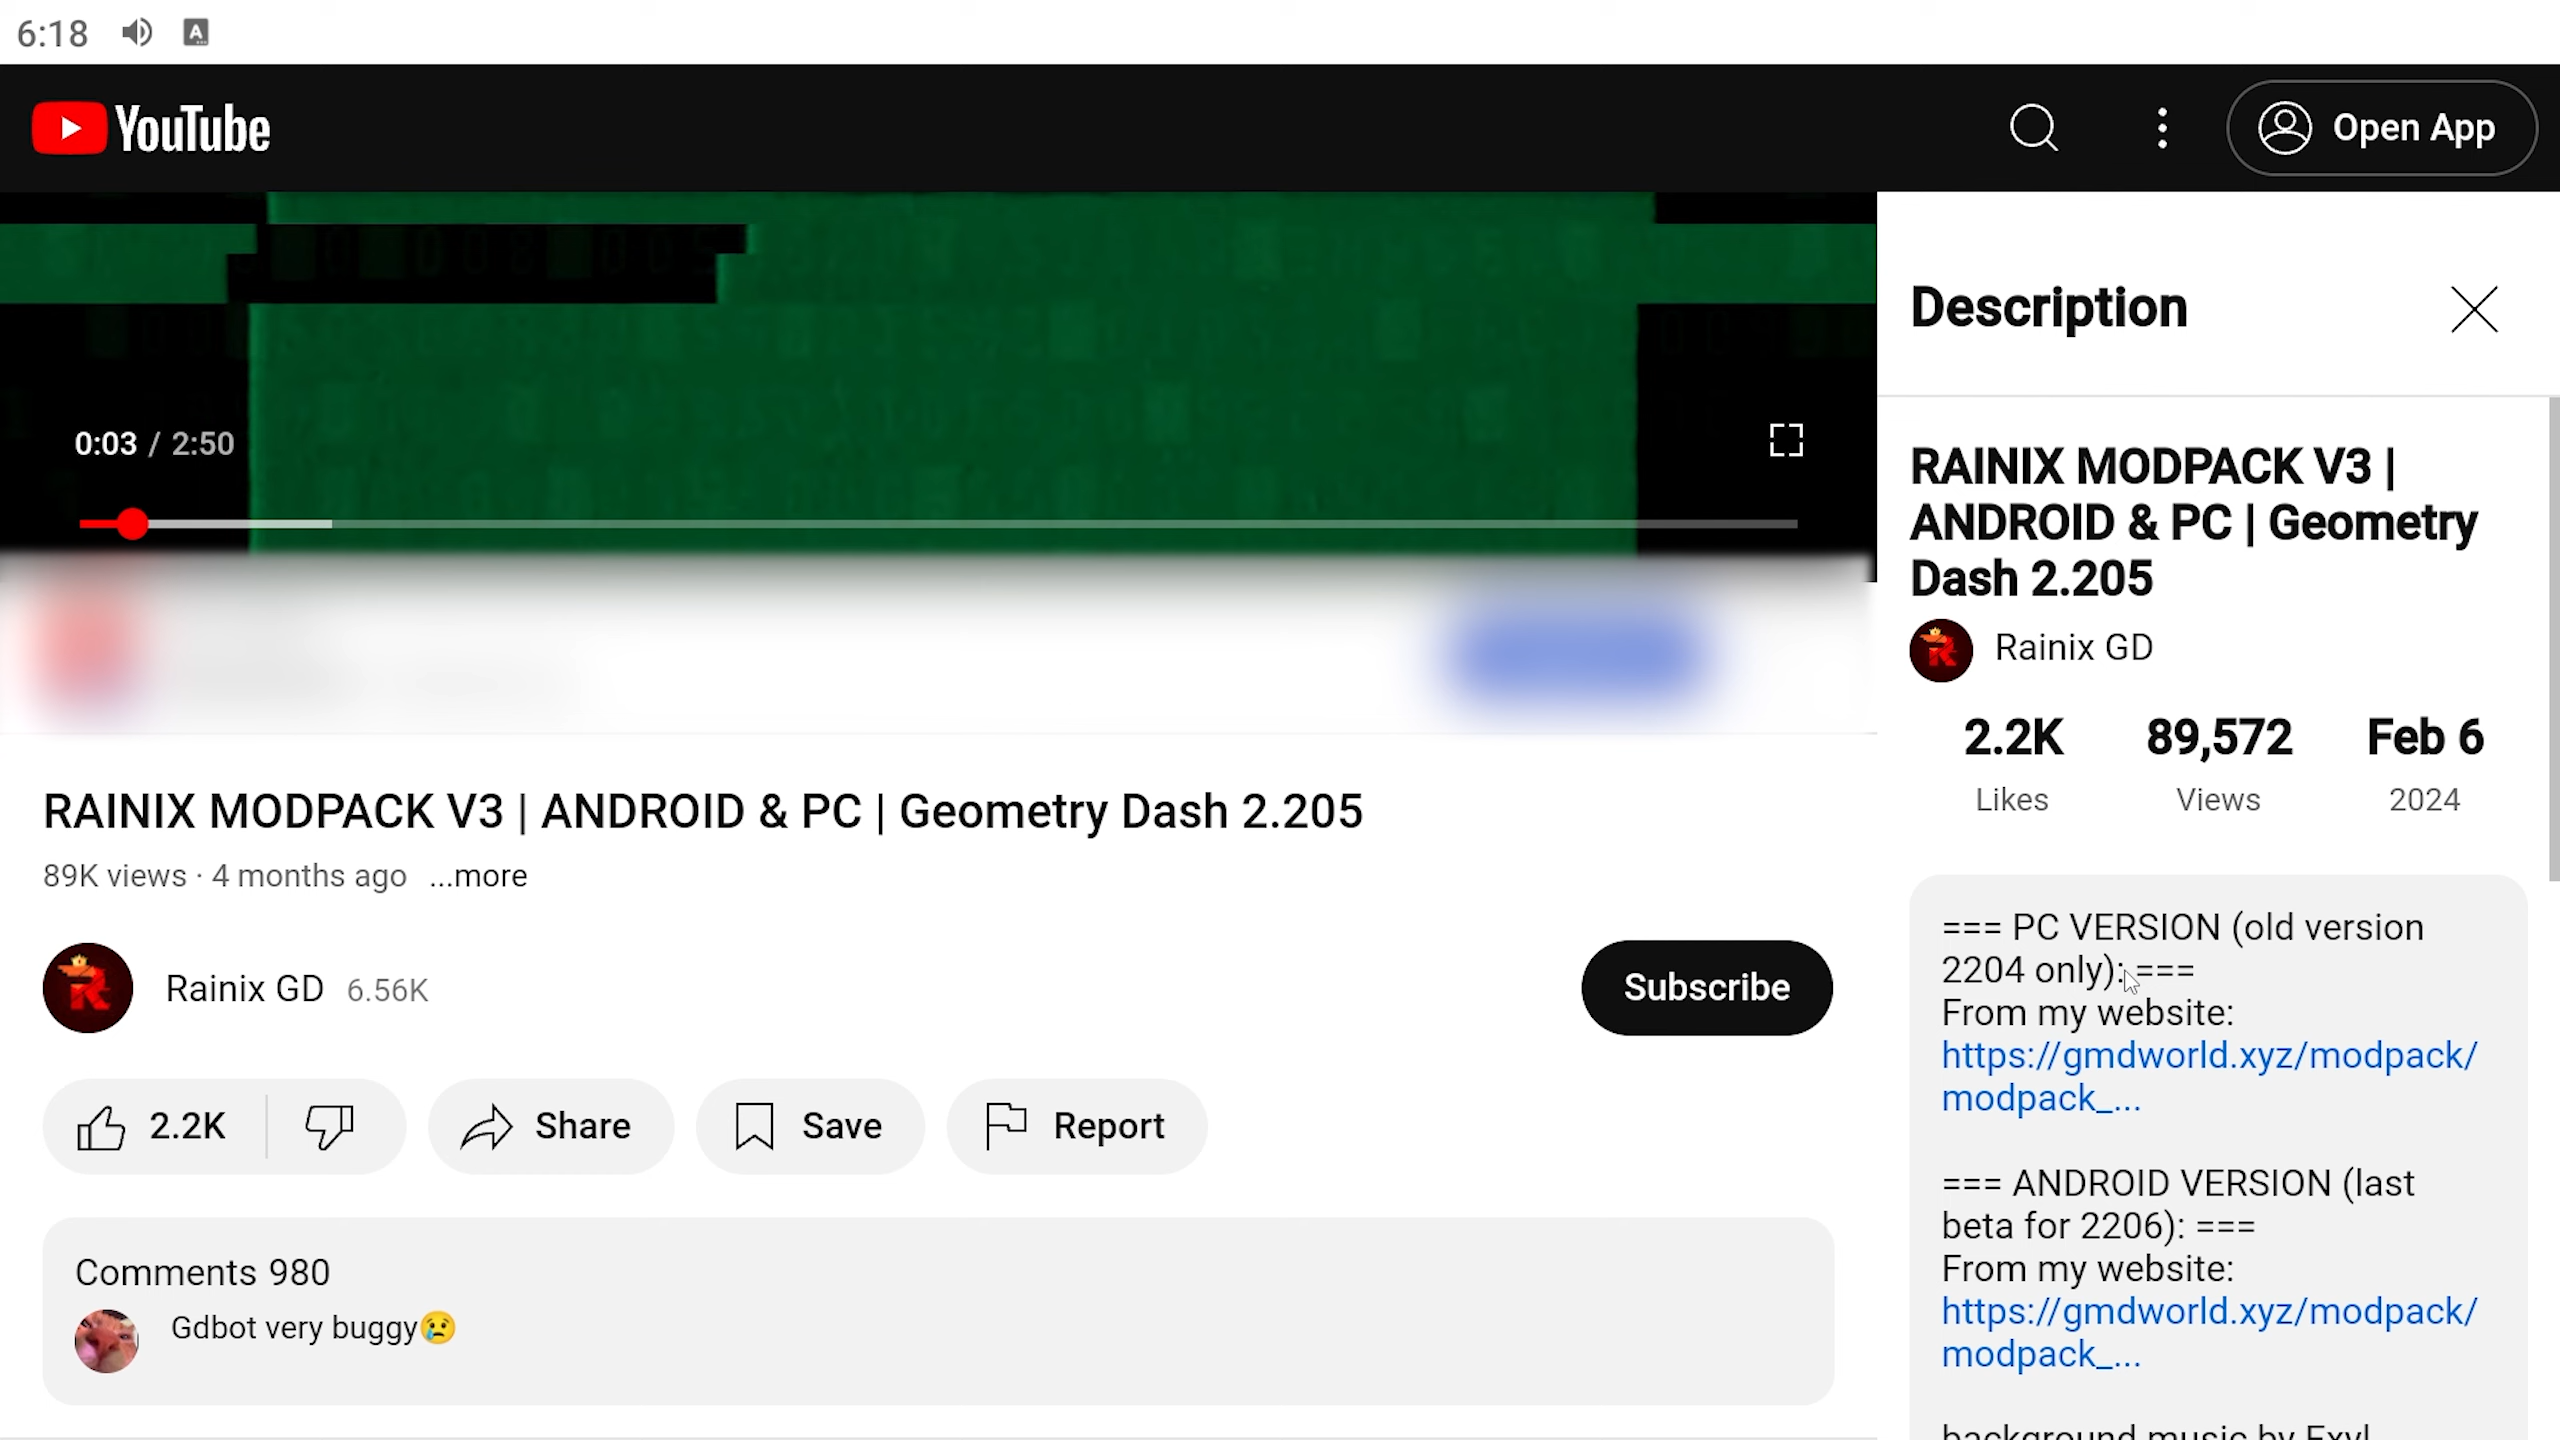 6:18
YouTube
Open App
0:03 / 2:50
RAINIX MODPACK V3 | ANDROID & PC | Geometry Dash 2.205
89K views · 4 months ago ...more
Rainix GD 6.56K
Subscribe
2.2K
Share
Save
Report
Comments 980
Gdbot very buggy😢
Description
RAINIX MODPACK V3 |
ANDROID & PC | Geometry
Dash 2.205
Rainix GD
2.2K 89,572 Feb 6
Likes Views 2024
=== PC VERSION (old version
2204 only): ===
From my website:
https://gmdworld.xyz/modpack/
modpack_...
=== ANDROID VERSION (last
beta for 2206): ===
From my website:
https://gmdworld.xyz/modpack/
modpack_...
background music by Exyl